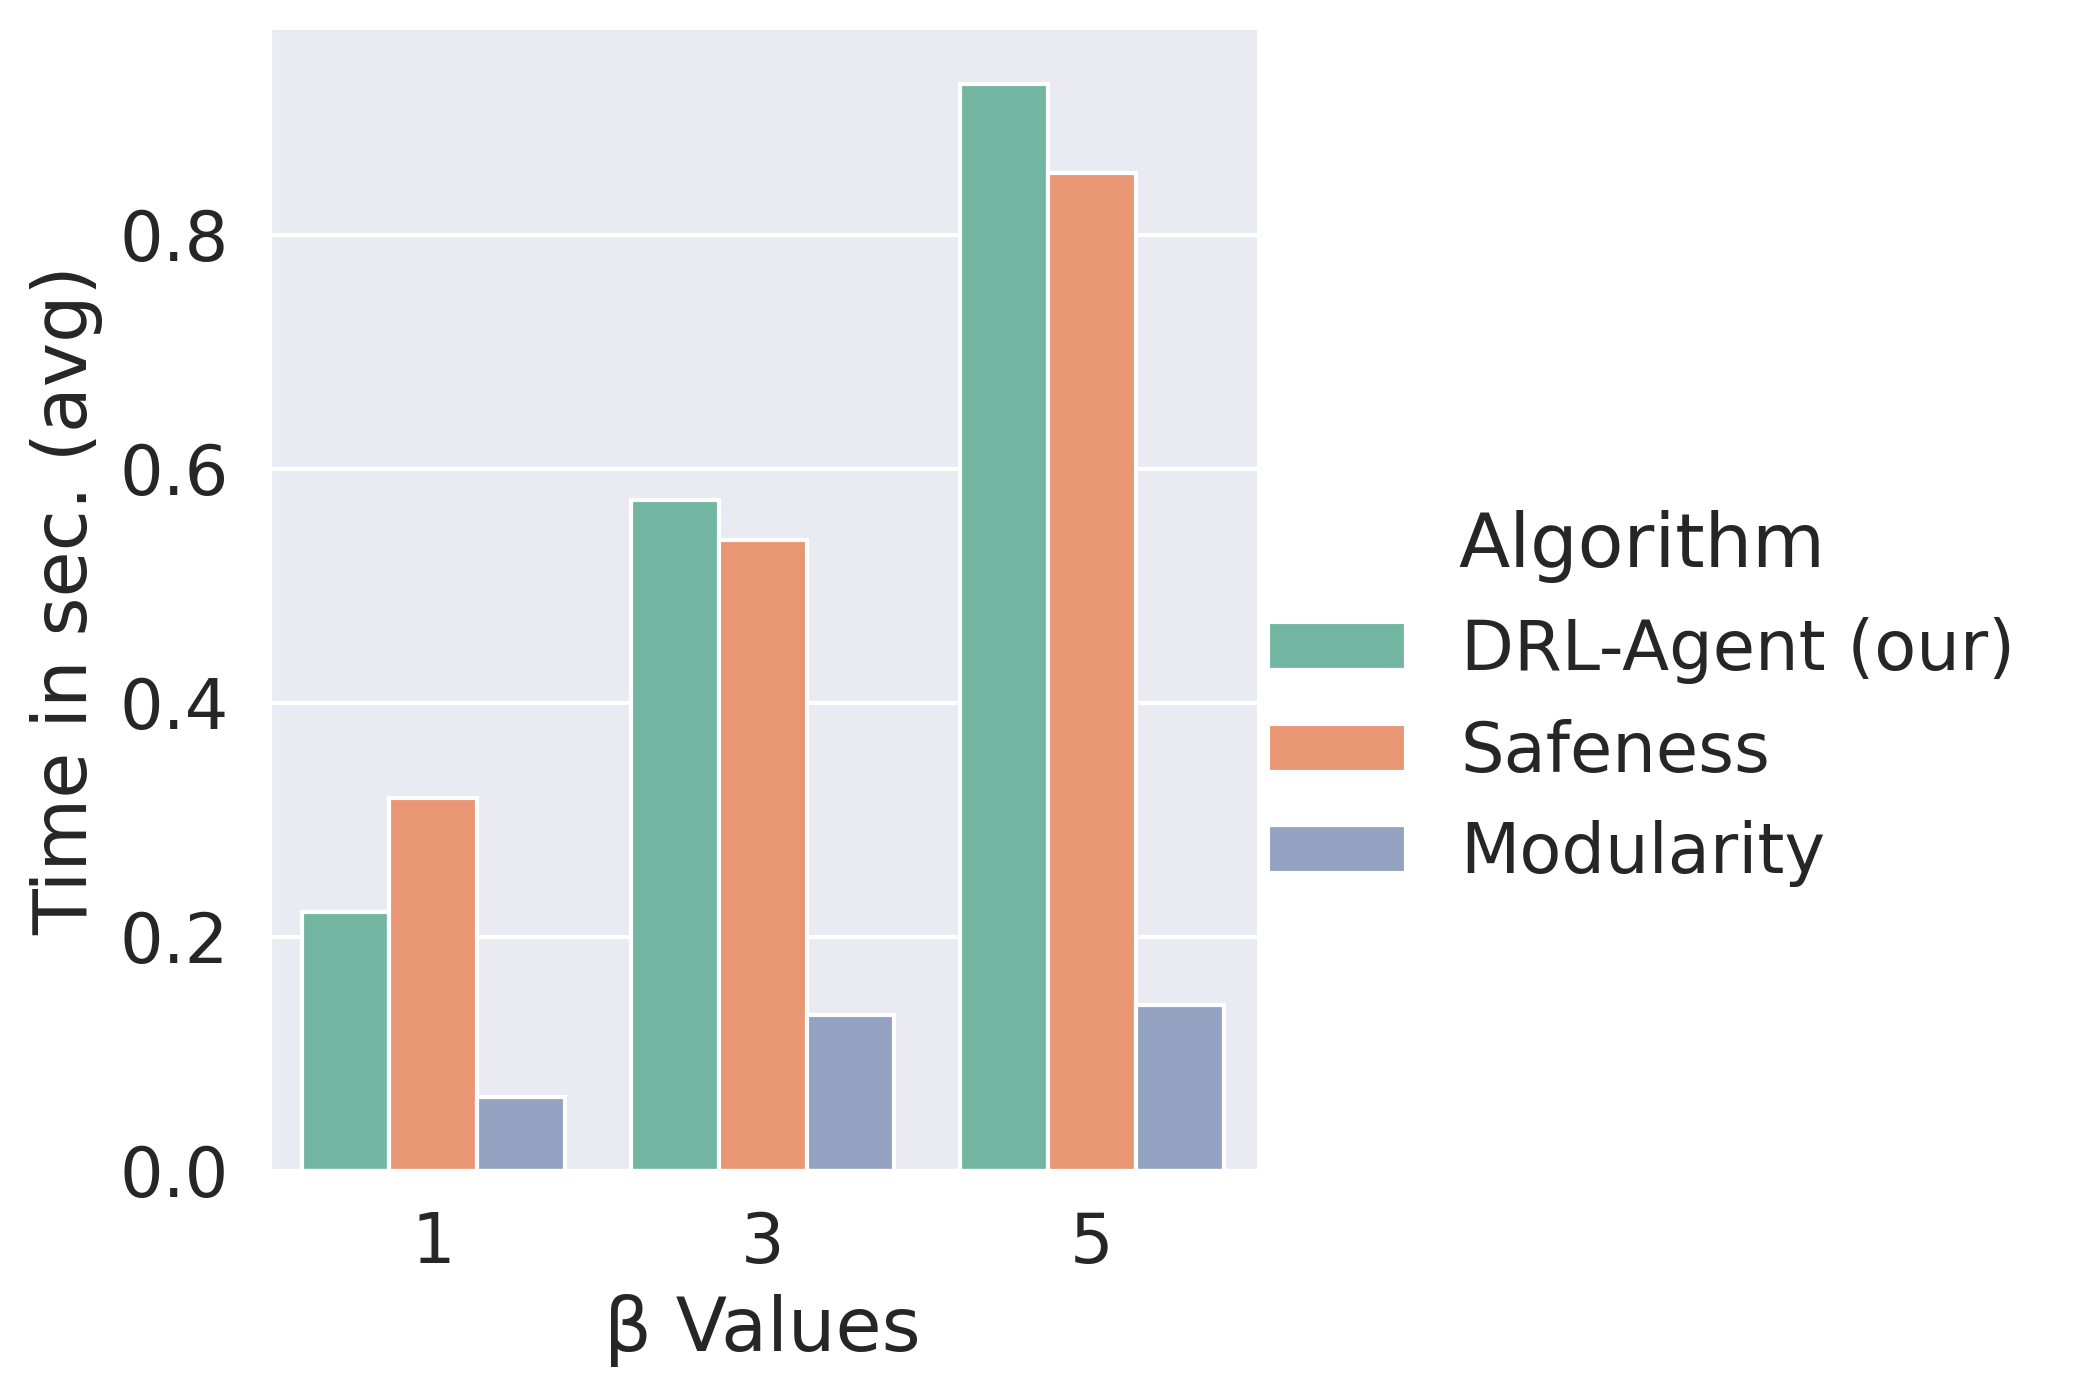 Time in sec. (avg)
0.8
0.6
0.4
0.2
0.0
1 3 5
β Values
Algorithm
DRL-Agent (our)
Safeness
Modularity